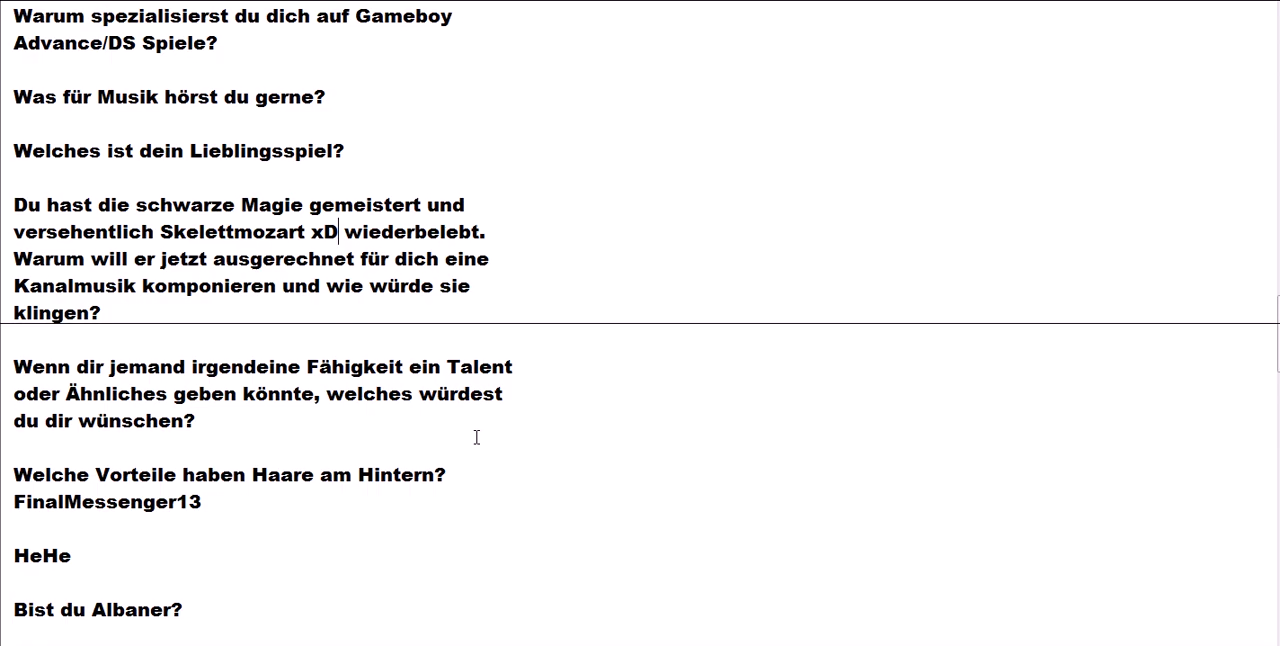 Warum spezialisierst du dich auf Gameboy
Advance/DS Spiele?
Was für Musik hörst du gerne?
Welches ist dein Lieblingsspiel?
Du hast die schwarze Magie gemeistert und
versehentlich Skelettmozart xD wiederbelebt.
Warum will er jetzt ausgerechnet für dich eine
Kanalmusik komponieren und wie würde sie
klingen?
Wenn dir jemand irgendeine Fähigkeit ein Talent
oder Ähnliches geben könnte, welches würdest
du dir wünschen?
Welche Vorteile haben Haare am Hintern?
FinalMessenger13
HeHe
Bist du Albaner?